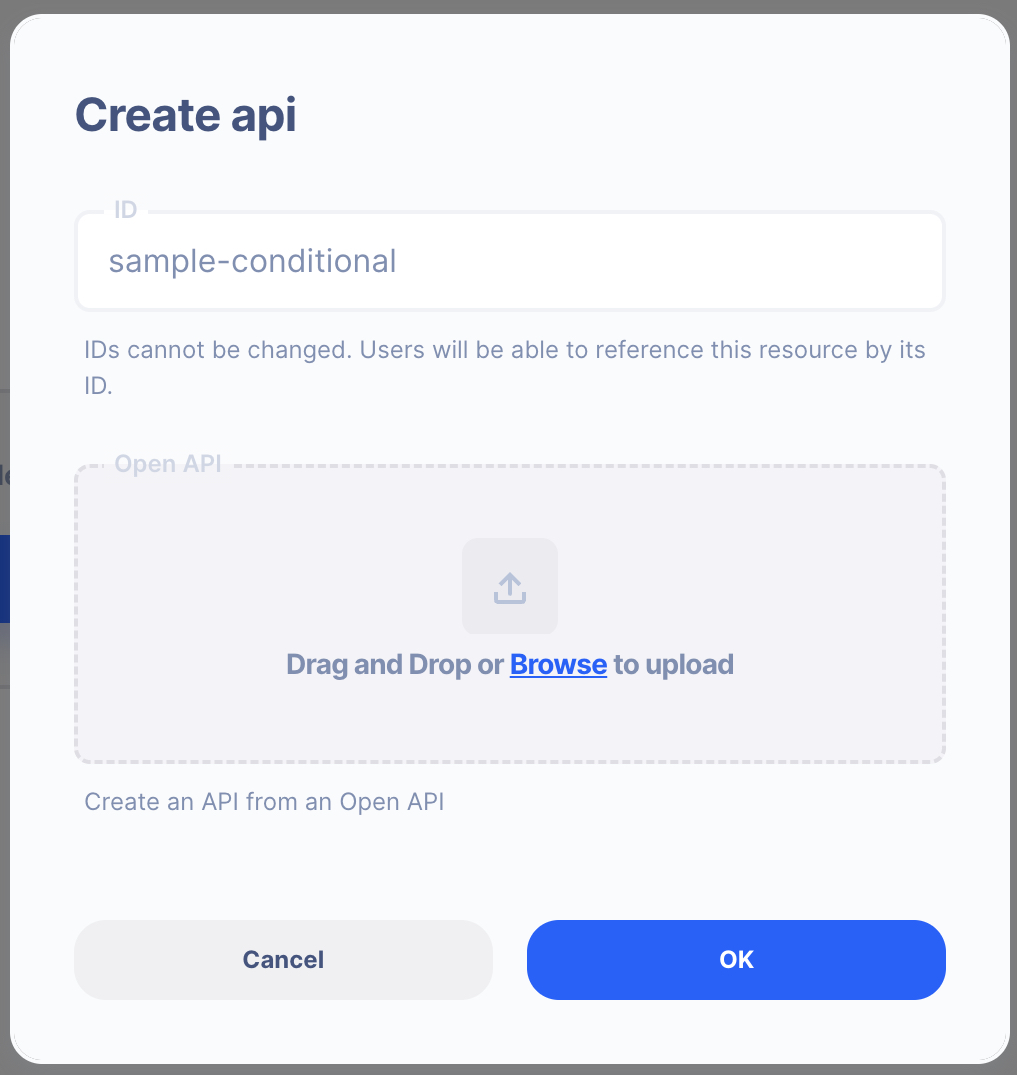 Create api
ID
sample-conditional
IDs cannot be changed. Users will be able to reference this resource by its
ID.
Open API
Drag and Drop or Browse to upload
Create an API from an Open API
Cancel
OK